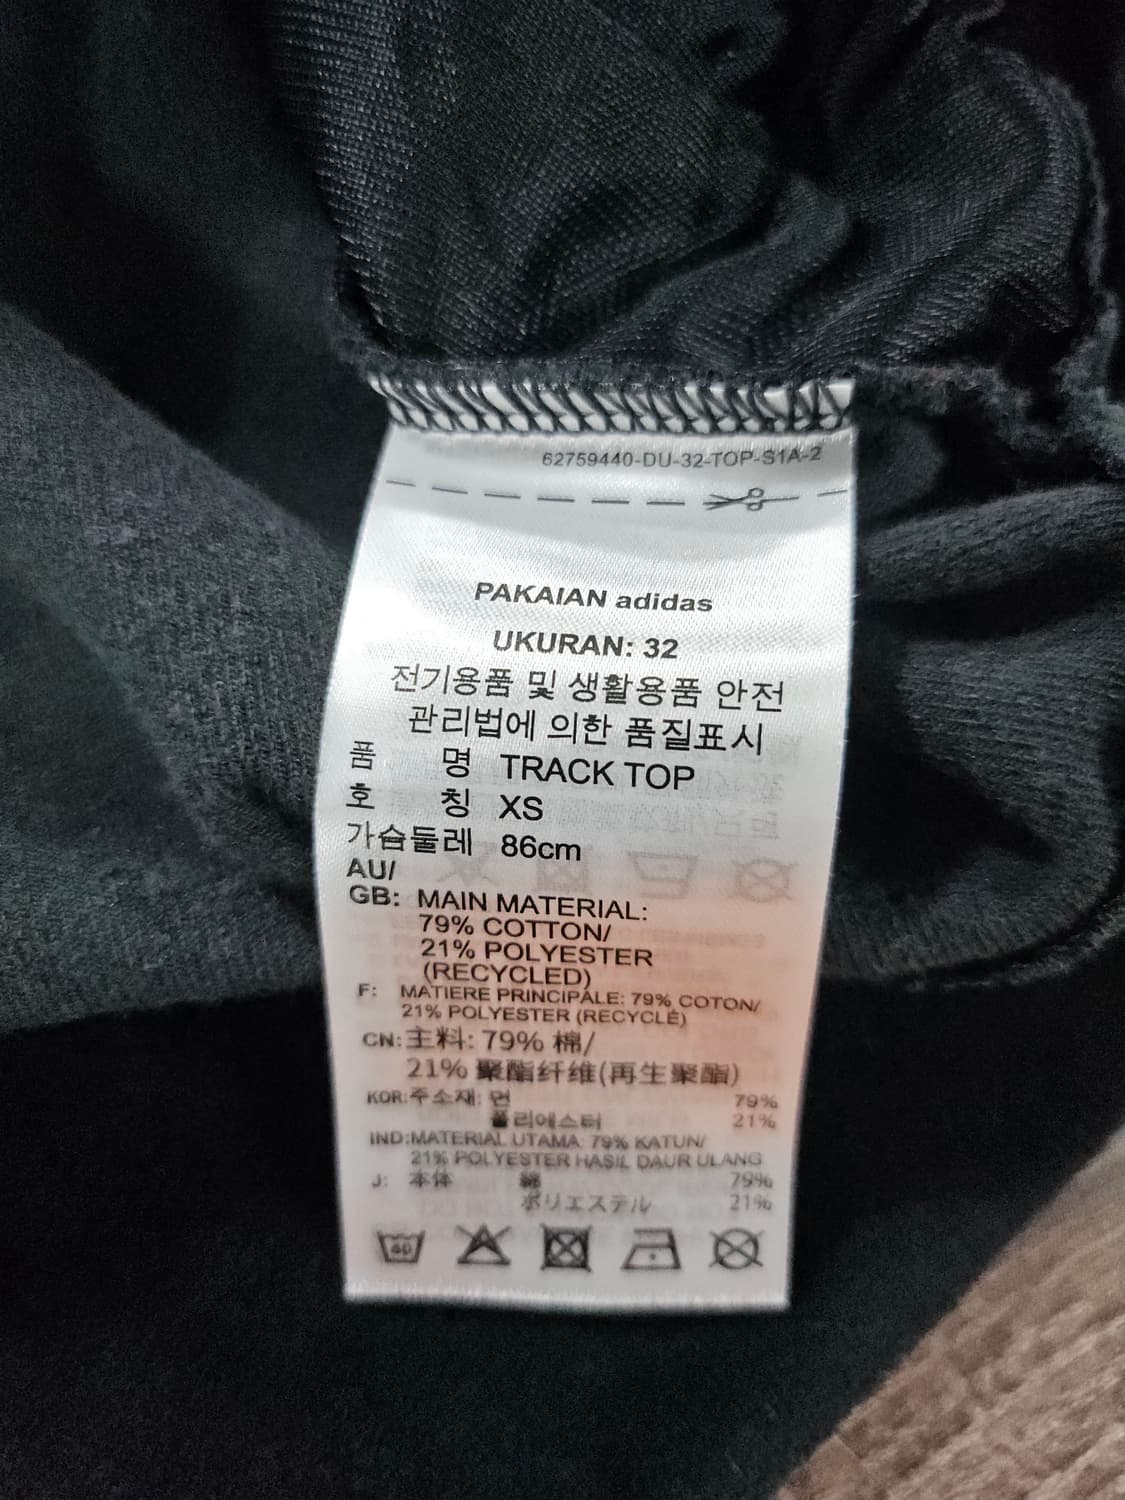 62759440-DU-32-TOP-S1A-2
PAKAIAN adidas
UKURAN: 32
전기용품 및 생활용품 안전
관리법에 의한 품질표시
품 명 TRACK TOP
호 칭 XS
가슴둘레 86cm
AU/
GB: MAIN MATERIAL:
79% COTTON/
21% POLYESTER
(RECYCLED)
F: MATIERE PRINCIPALE: 79% COTON/
21% POLYESTER (RECYCLÉ)
CN: 主料: 79% 棉/
21% 聚酯纤维(再生聚酯)
KOR: 주소재: 면 79%
폴리에스터 21%
IND: MATERIAL UTAMA: 79% KATUN/
21% POLYESTER HASIL DAUR ULANG
J: 本体 綿 79%
ポリエステル 21%
40